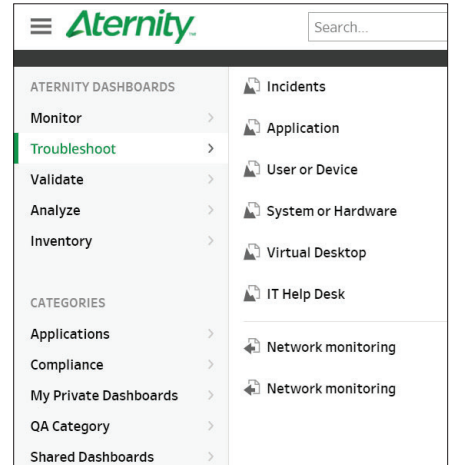 Aternity
Search...
ATERNITY DASHBOARDS
Monitor
Troubleshoot
Validate
Analyze
Inventory
CATEGORIES
Applications
Compliance
My Private Dashboards
QA Category
Shared Dashboards
Incidents
Application
User or Device
System or Hardware
Virtual Desktop
IT Help Desk
Network monitoring
Network monitoring